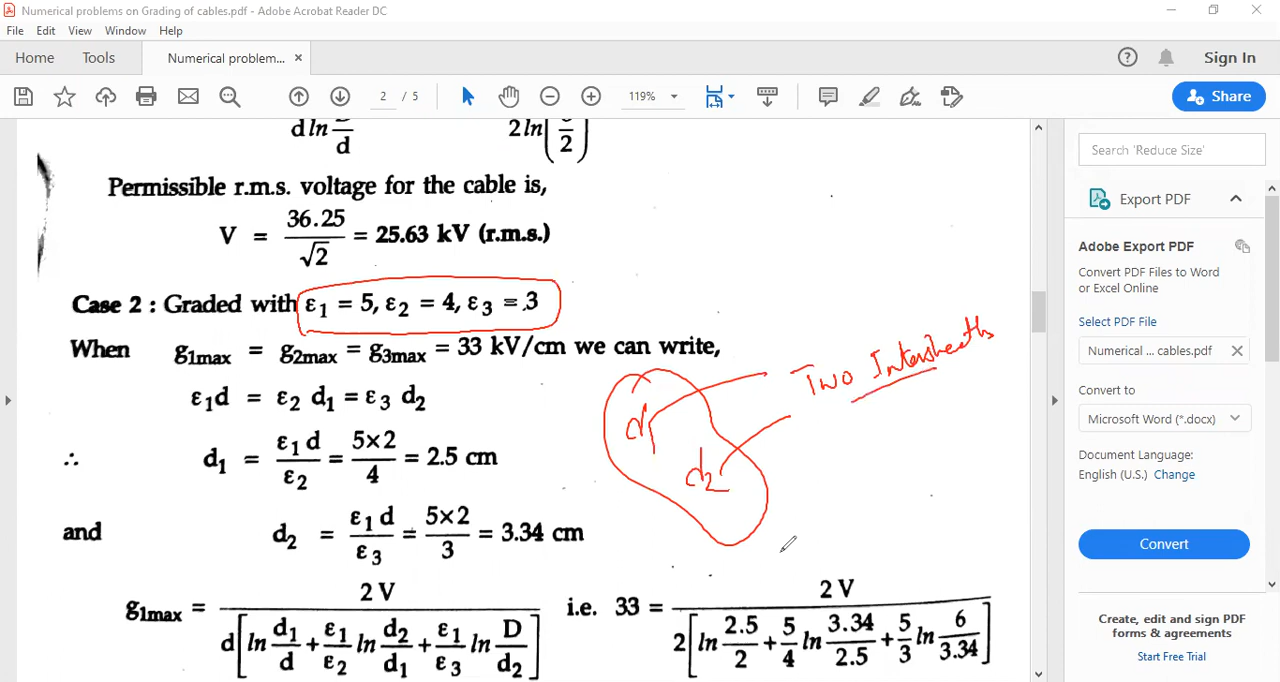 Numerical problems on Grading of cables.pdf - Adobe Acrobat Reader DC
File Edit View Window Help
Home Tools Numerical problem... × Sign In
2 / 5 119% Share
d ln D/d 2 ln(6/2)
Permissible r.m.s. voltage for the cable is,
V = 36.25/√2 = 25.63 kV (r.m.s.)
Case 2 : Graded with ε1 = 5, ε2 = 4, ε3 = 3
When g1max = g2max = g3max = 33 kV/cm we can write,
ε1d = ε2 d1 = ε3 d2
∴ d1 = ε1 d/ε2 = 5×2/4 = 2.5 cm
and d2 = ε1 d/ε3 = 5×2/3 = 3.34 cm
g1max = 2 V/d[ln d1/d + ε1/ε2 ln d2/d1 + ε1/ε3 ln D/d2] i.e. 33 = 2 V/2[ln 2.5/2 + 5/4 ln 3.34/2.5 + 5/3 ln 6/3.34]
Two Intersheaths
d1
d2
Search 'Reduce Size'
Export PDF
Adobe Export PDF
Convert PDF Files to Word
or Excel Online
Select PDF File
Numerical ... cables.pdf ×
Convert to
Microsoft Word (*.docx)
Document Language:
English (U.S.) Change
Convert
Create, edit and sign PDF
forms & agreements
Start Free Trial